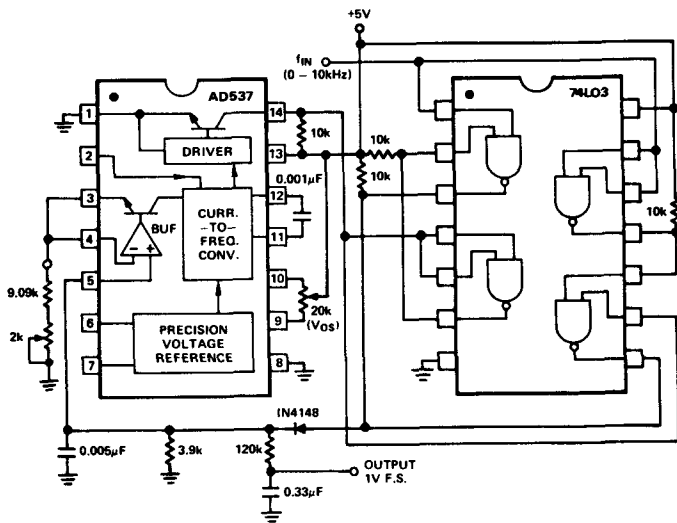 +5V
fIN
(0 – 10kHz)
AD537
74L03
1
14
10k
DRIVER
2
13
10k
10k
0.001μF
3
12
BUF
CURR.
-TO-
FREQ.
CONV.
10k
4
11
– +
5
10
9.09k
20k
(VOS)
6
9
PRECISION
VOLTAGE
REFERENCE
2k
7
8
IN4148
0.005μF
3.9k
120k
OUTPUT
1V F.S.
0.33μF